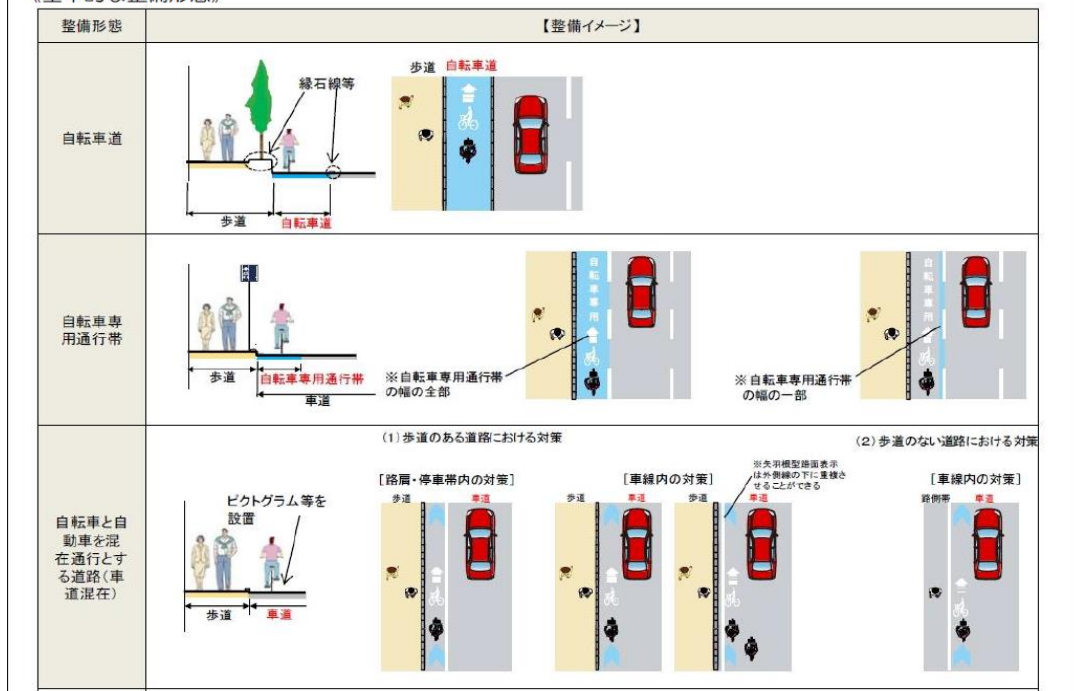 《基本的な整備形態》
整備形態
【整備イメージ】
自転車道
縁石線等
歩道
自転車道
歩道 自転車道
自転車専
用通行帯
歩道
自転車専用通行帯
車道
※自転車専用通行帯
の幅の全部
自転車専用
※自転車専用通行帯
の幅の一部
自転車専用
自転車と自
動車を混
在通行とす
る道路(車
道混在)
ピクトグラム等を
設置
歩道
車道
(1)歩道のある道路における対策
[路肩・停車帯内の対策]
歩道 車道
[車線内の対策]
歩道 車道
歩道 車道
※矢羽根型路面表示
は外側線の下に重複さ
せることができる
(2)歩道のない道路における対策
[車線内の対策]
路側帯 車道